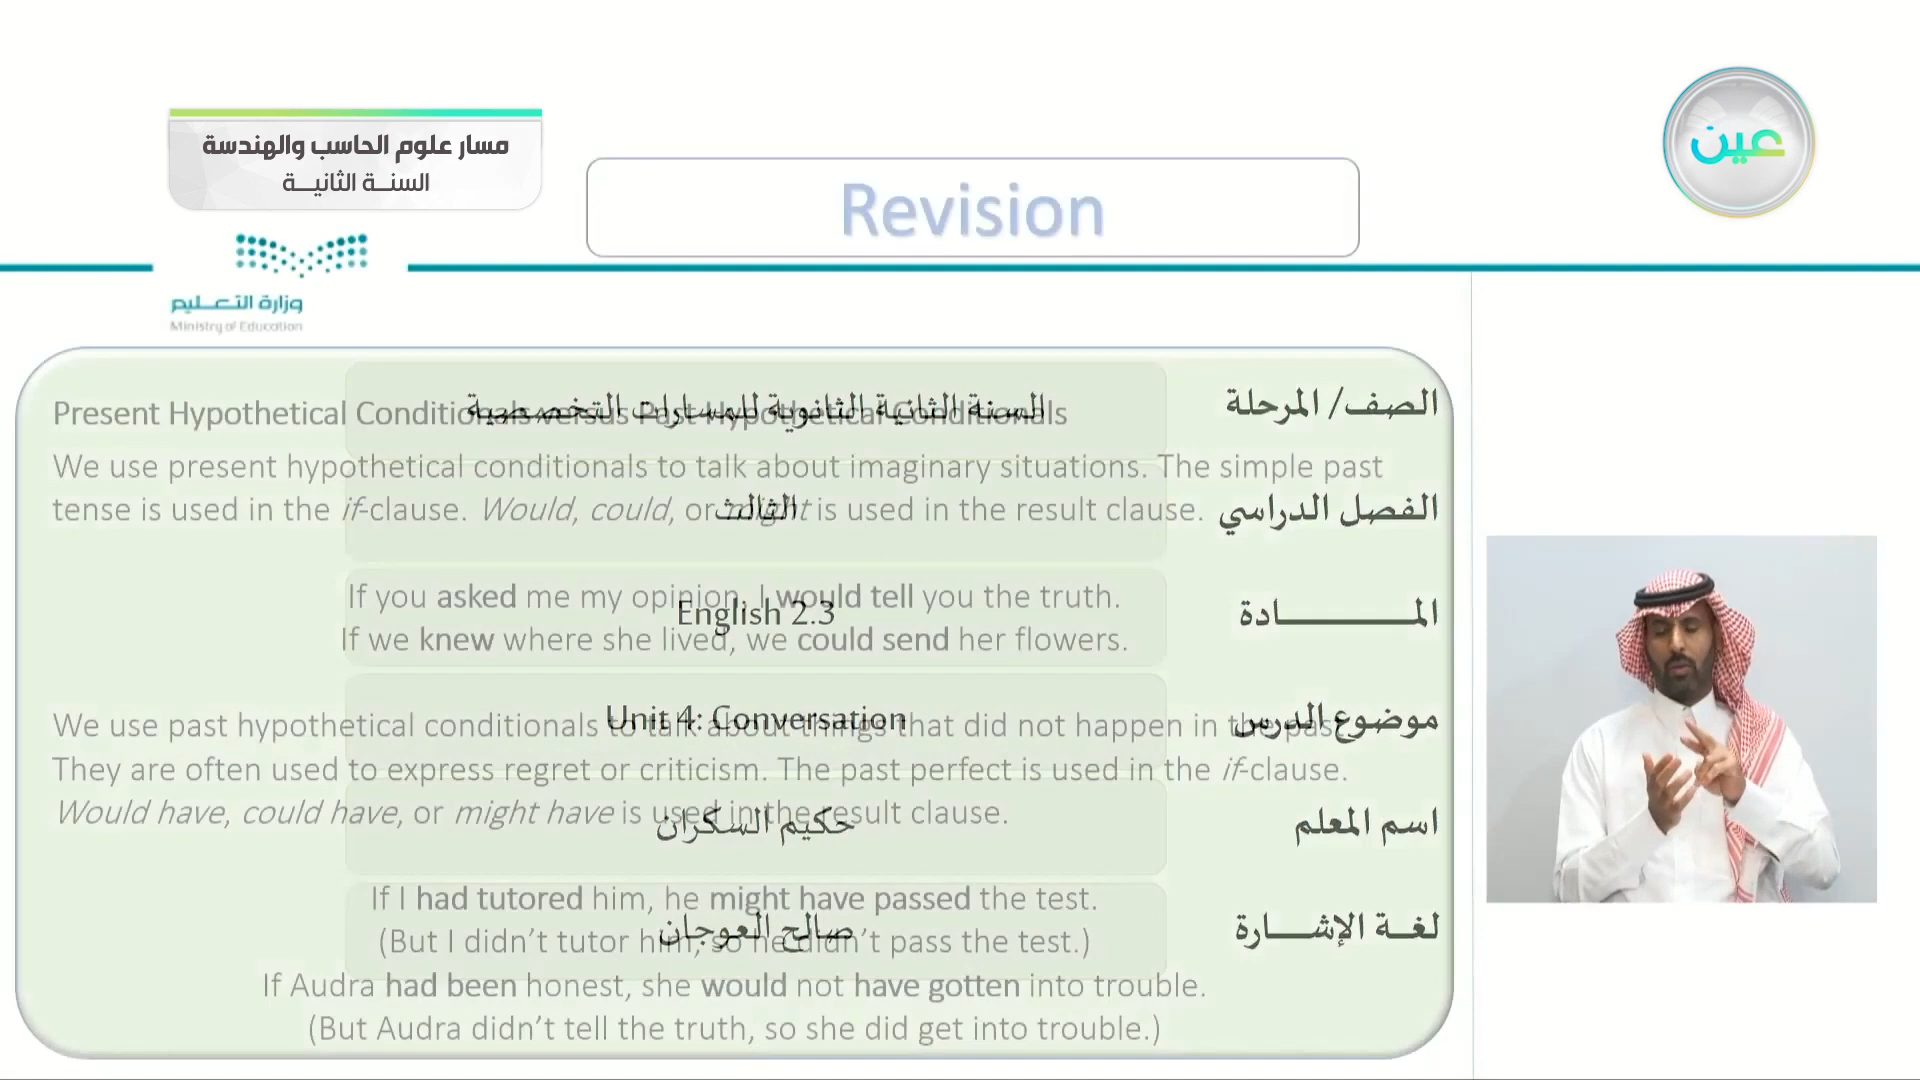 مسار علوم الحاسب والهندسة
السنة الثانية
عين
Revision
وزارة التعليم
Ministry of Education
الصف/ المرحلة
السنة الثانية الثانوية للمسارات التخصصية
الفصل الدراسي
الثالث
المادة
English 2.3
موضوع الدرس
Unit 4: Conversation
اسم المعلم
حكيم السكران
لغة الإشارة
صالح العوجان
Present Hypothetical Conditionals versus Past Hypothetical Conditionals
We use present hypothetical conditionals to talk about imaginary situations. The simple past
tense is used in the if-clause. Would, could, or might is used in the result clause.
If you asked me my opinion, I would tell you the truth.
If we knew where she lived, we could send her flowers.
We use past hypothetical conditionals to talk about things that did not happen in the past.
They are often used to express regret or criticism. The past perfect is used in the if-clause.
Would have, could have, or might have is used in the result clause.
If I had tutored him, he might have passed the test.
(But I didn’t tutor him, so he didn’t pass the test.)
If Audra had been honest, she would not have gotten into trouble.
(But Audra didn’t tell the truth, so she did get into trouble.)